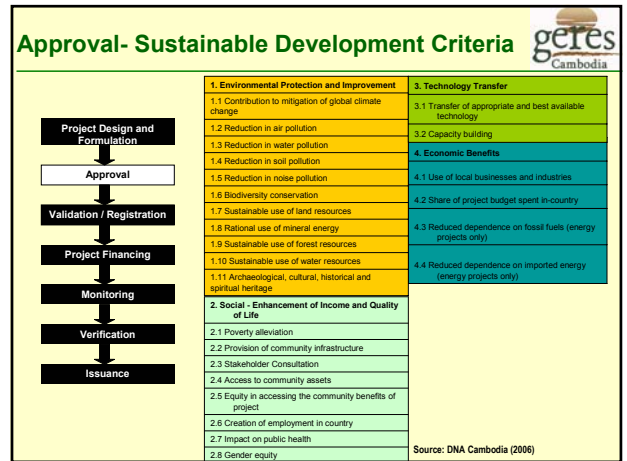 Approval- Sustainable Development Criteria
geres
Cambodia
Project Design and
Formulation
Approval
Validation / Registration
Project Financing
Monitoring
Verification
Issuance
1. Environmental Protection and Improvement
1.1 Contribution to mitigation of global climate
change
1.2 Reduction in air pollution
1.3 Reduction in water pollution
1.4 Reduction in soil pollution
1.5 Reduction in noise pollution
1.6 Biodiversity conservation
1.7 Sustainable use of land resources
1.8 Rational use of mineral energy
1.9 Sustainable use of forest resources
1.10 Sustainable use of water resources
1.11 Archaeological, cultural, historical and
spiritual heritage
2. Social - Enhancement of Income and Quality
of Life
2.1 Poverty alleviation
2.2 Provision of community infrastructure
2.3 Stakeholder Consultation
2.4 Access to community assets
2.5 Equity in accessing the community benefits of
project
2.6 Creation of employment in country
2.7 Impact on public health
2.8 Gender equity
3. Technology Transfer
3.1 Transfer of appropriate and best available
technology
3.2 Capacity building
4. Economic Benefits
4.1 Use of local businesses and industries
4.2 Share of project budget spent in-country
4.3 Reduced dependence on fossil fuels (energy
projects only)
4.4 Reduced dependence on imported energy
(energy projects only)
Source: DNA Cambodia (2006)